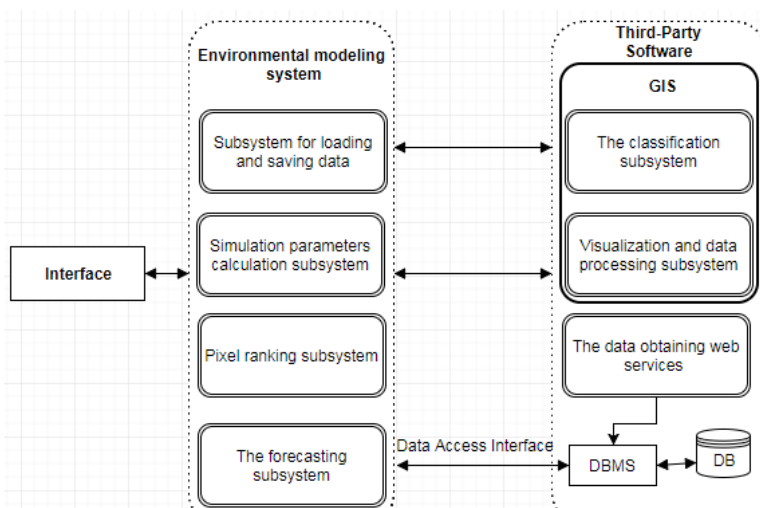 Environmental modeling
system
Subsystem for loading
and saving data
Simulation parameters
calculation subsystem
Pixel ranking subsystem
The forecasting
subsystem
Interface
Data Access Interface
Third-Party
Software
GIS
The classification
subsystem
Visualization and data
processing subsystem
The data obtaining web
services
DBMS
DB